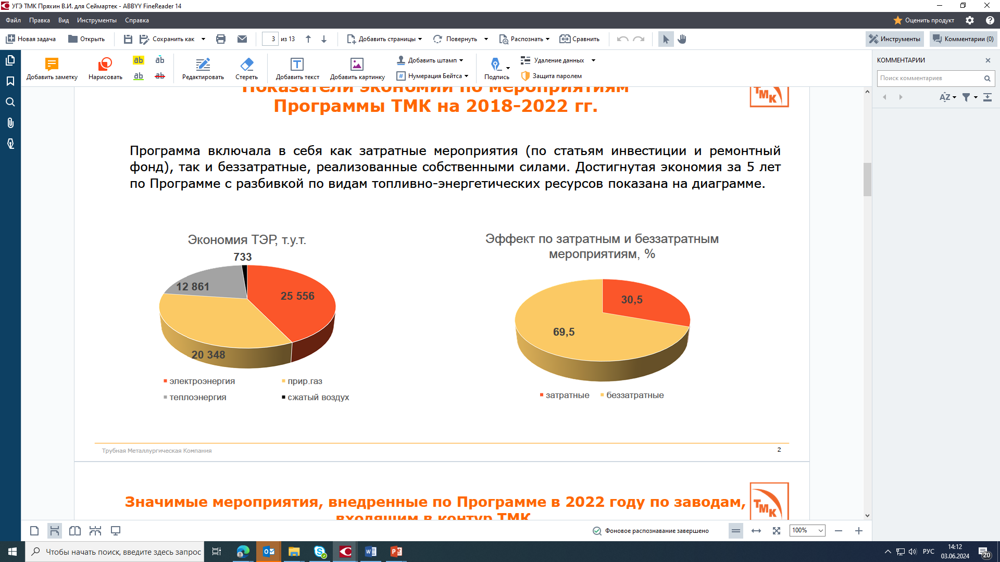 УГЭ ТМК Пряхин В.И. для Сеймартек - ABBYY FineReader 14
Файл Правка Вид Инструменты Справка
Оценить продукт
Новая задача Открыть Сохранить как 3 из 13 Добавить страницы Повернуть Распознать Сравнить Инструменты Комментарии (0)
Добавить заметку Нарисовать ab ab ab ab Редактировать Стереть Добавить текст Добавить картинку
Добавить штамп
Нумерация Бейтса
Подпись
Удаление данных
Защита паролем
КОММЕНТАРИИ
Поиск комментариев
Показатели экономии по мероприятиям
Программы ТМК на 2018-2022 гг.
ТМК
Программа включала в себя как затратные мероприятия (по статьям инвестиции и ремонтный
фонд), так и беззатратные, реализованные собственными силами. Достигнутая экономия за 5 лет
по Программе с разбивкой по видам топливно-энергетических ресурсов показана на диаграмме.
Экономия ТЭР, т.у.т.
733
12 861
25 556
20 348
электроэнергия прир.газ
теплоэнергия сжатый воздух
Эффект по затратным и беззатратным
мероприятиям, %
30,5
69,5
затратные беззатратные
Трубная Металлургическая Компания
2
Значимые мероприятия, внедренные по Программе в 2022 году по заводам,
входящим в контур ТМК
ТМК
Фоновое распознавание завершено
100%
Чтобы начать поиск, введите здесь запрос
РУС
14:12
03.06.2024
20